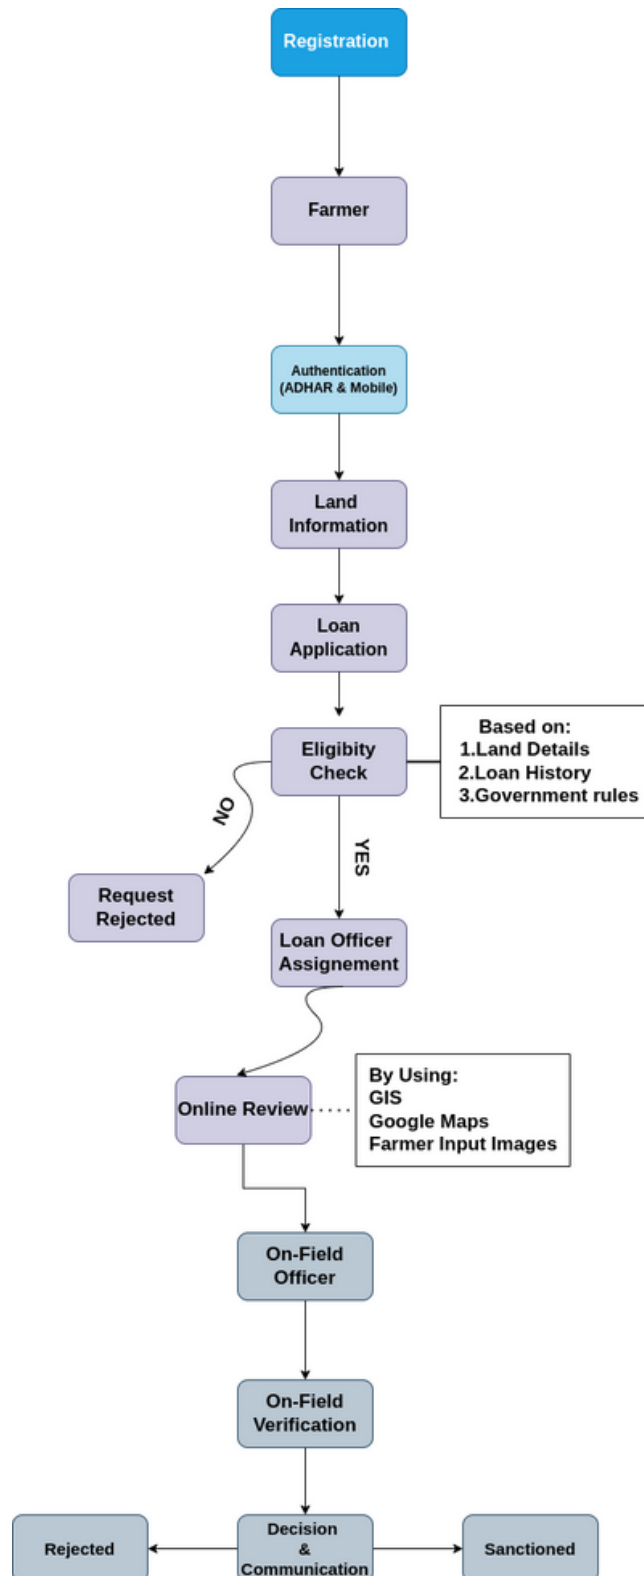 Registration
Farmer
Authentication
(ADHAR & Mobile)
Land
Information
Loan
Application
Eligibity
Check
Based on:
1.Land Details
2.Loan History
3.Government rules
NO
YES
Request
Rejected
Loan Officer
Assignement
Online Review
By Using:
GIS
Google Maps
Farmer Input Images
On-Field
Officer
On-Field
Verification
Rejected
Decision
&
Communication
Sanctioned